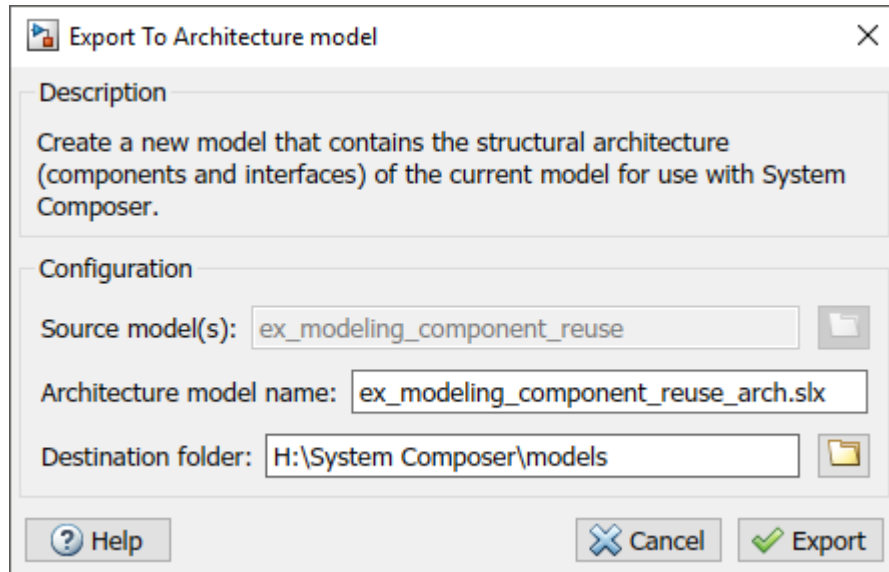 Export To Architecture model
Description
Create a new model that contains the structural architecture
(components and interfaces) of the current model for use with System
Composer.
Configuration
Source model(s): ex_modeling_component_reuse
Architecture model name: ex_modeling_component_reuse_arch.slx
Destination folder: H:\System Composer\models
Help Cancel Export